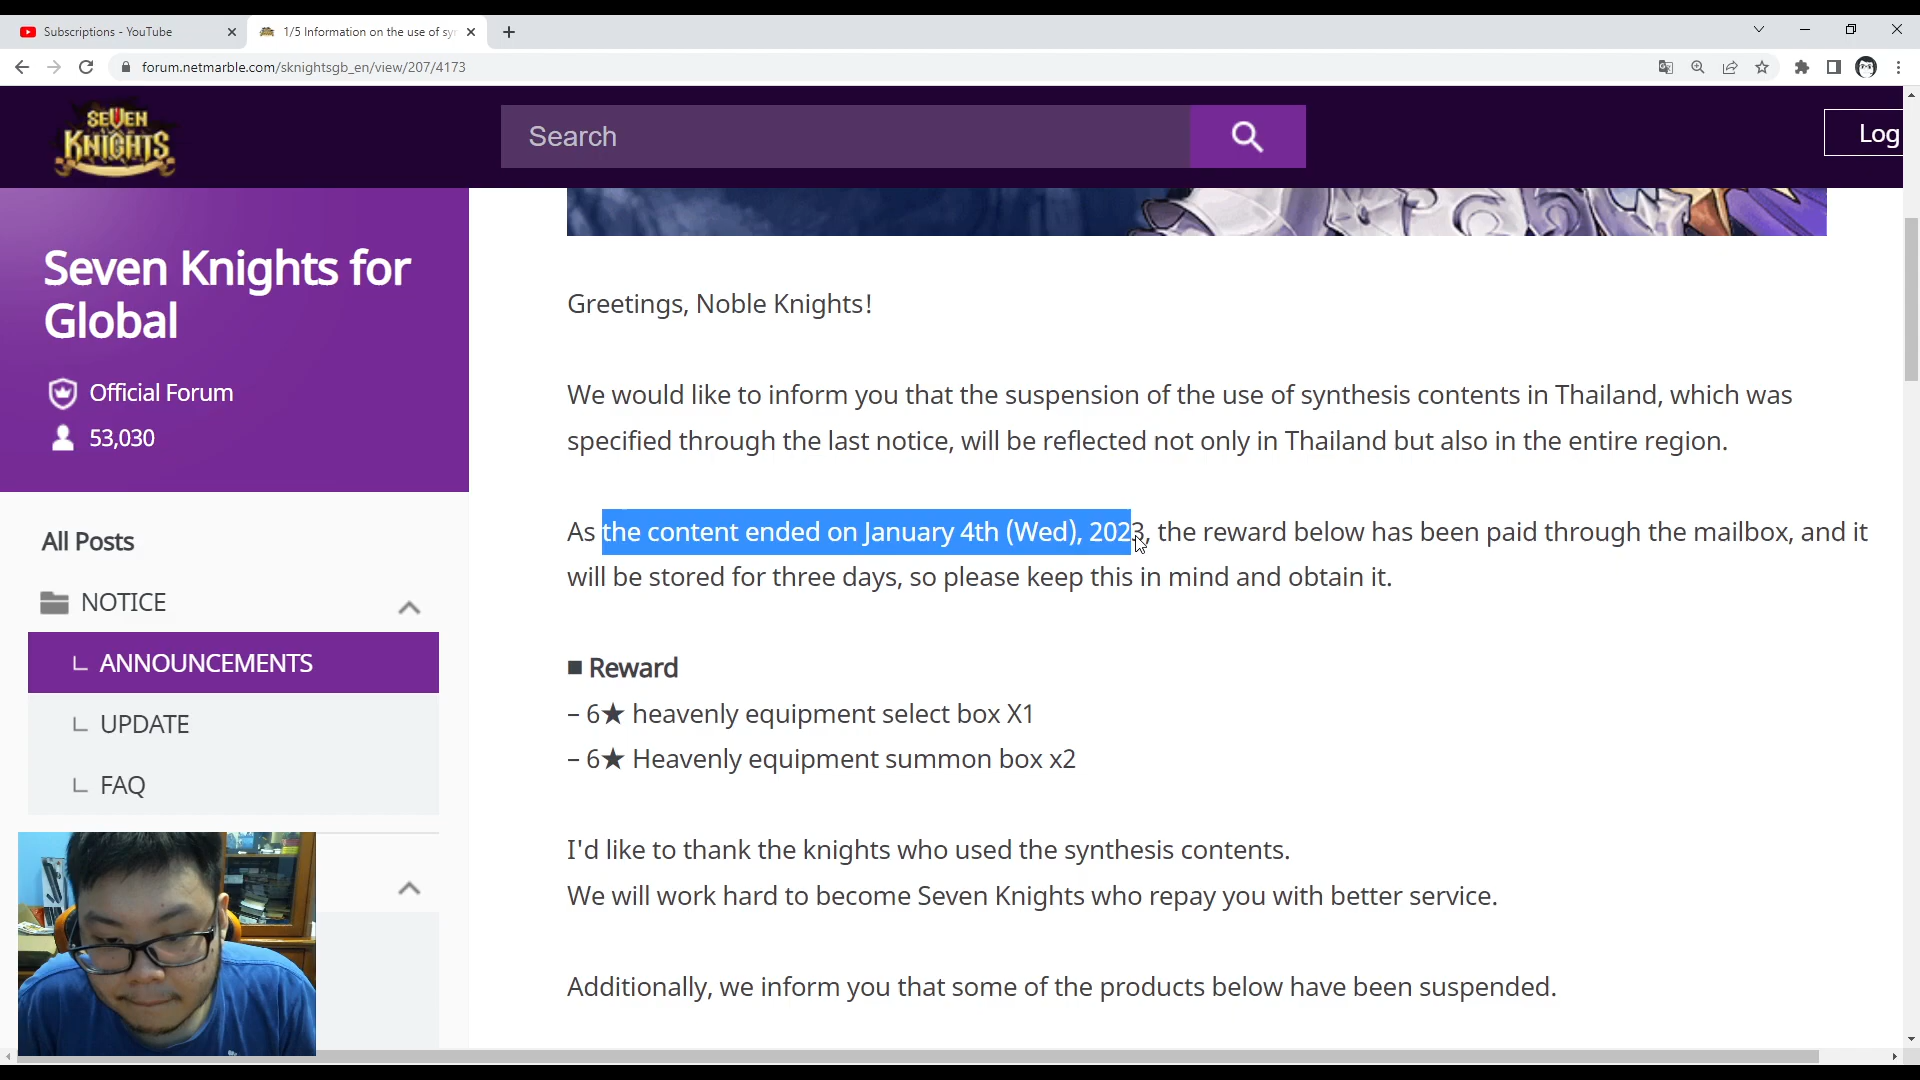 Subscriptions - YouTube
1/5 Information on the use of sy
forum.netmarble.com/sknightsgb_en/view/207/4173
SEVEN
KNIGHTS
Search
Log
Seven Knights for
Global
Official Forum
53,030
All Posts
NOTICE
ANNOUNCEMENTS
UPDATE
FAQ
Greetings, Noble Knights!
We would like to inform you that the suspension of the use of synthesis contents in Thailand, which was
specified through the last notice, will be reflected not only in Thailand but also in the entire region.
As the content ended on January 4th (Wed), 2023, the reward below has been paid through the mailbox, and it
will be stored for three days, so please keep this in mind and obtain it.
■ Reward
– 6★ heavenly equipment select box X1
– 6★ Heavenly equipment summon box x2
I'd like to thank the knights who used the synthesis contents.
We will work hard to become Seven Knights who repay you with better service.
Additionally, we inform you that some of the products below have been suspended.